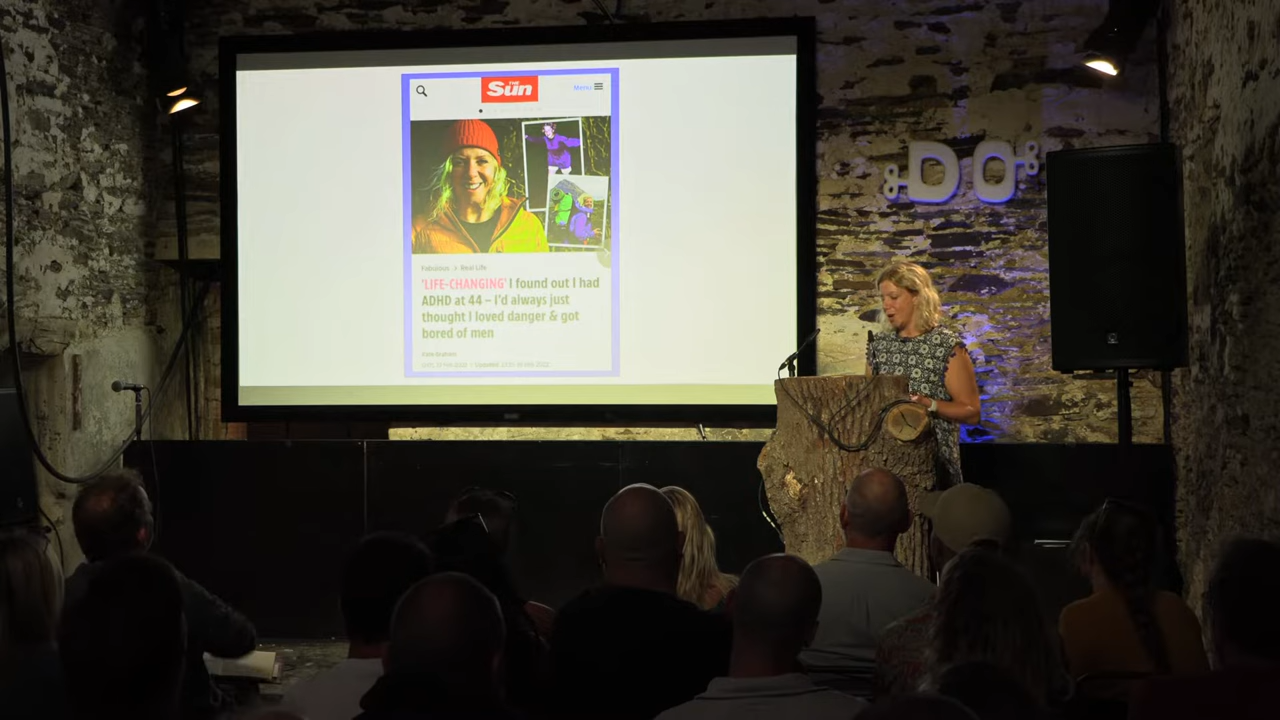 THE
Sun
Menu
Fabulous > Real Life
'LIFE-CHANGING' I found out I had
ADHD at 44 – I'd always just
thought I loved danger & got
bored of men
DO